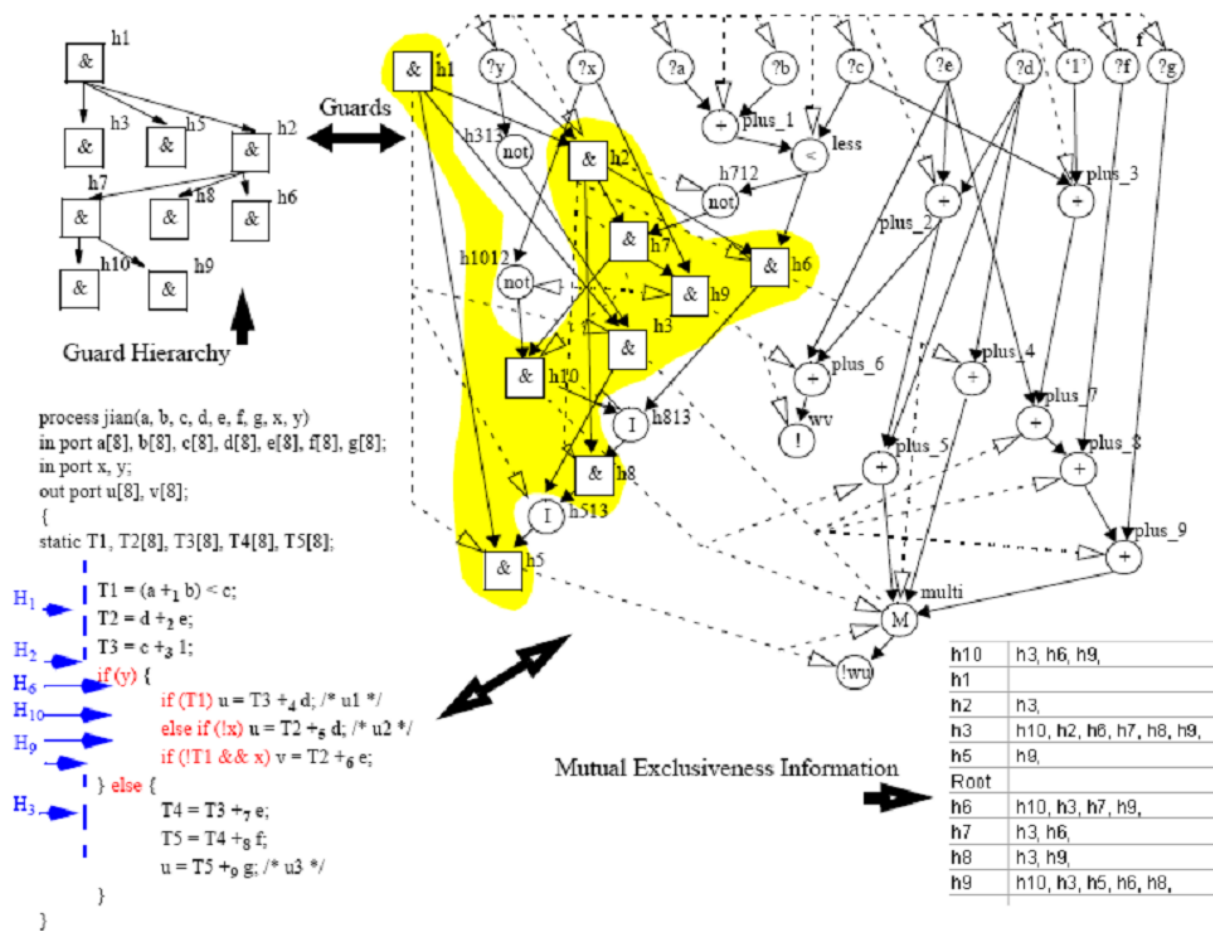 h1
&
h3
h5
h2
&
&
&
h7
h8
h6
&
&
&
h10
h9
&
&
Guard Hierarchy
Guards
f
&
h1
?y
?x
?a
?b
?c
?e
?d
'1'
?f
?g
h313
not
+
plus_1
&
h2
<
less
h712
not
plus_2
+
plus_3
+
&
h7
&
h6
h1012
not
&
h9
h3
&
&
h10
plus_6
+
plus_4
+
wv
!
plus_7
+
I
h813
plus_5
+
plus_8
+
&
h8
I
h513
plus_9
+
h5
&
multi
M
!wu
process jian(a, b, c, d, e, f, g, x, y)
in port a[8], b[8], c[8], d[8], e[8], f[8], g[8];
in port x, y;
out port u[8], v[8];
{
static T1, T2[8], T3[8], T4[8], T5[8];
H1 T1 = (a +1 b) < c;
T2 = d +2 e;
H2 T3 = c +3 1;
H6 if (y) {
H10 if (T1) u = T3 +4 d; /* u1 */
else if (!x) u = T2 +5 d; /* u2 */
H9 if (!T1 && x) v = T2 +6 e;
} else {
H3 T4 = T3 +7 e;
T5 = T4 +8 f;
u = T5 +9 g; /* u3 */
}
}
Mutual Exclusiveness Information
h10 h3, h6, h9,
h1
h2 h3,
h3 h10, h2, h6, h7, h8, h9,
h5 h9,
Root
h6 h10, h3, h7, h9,
h7 h3, h6,
h8 h3, h9,
h9 h10, h3, h5, h6, h8,